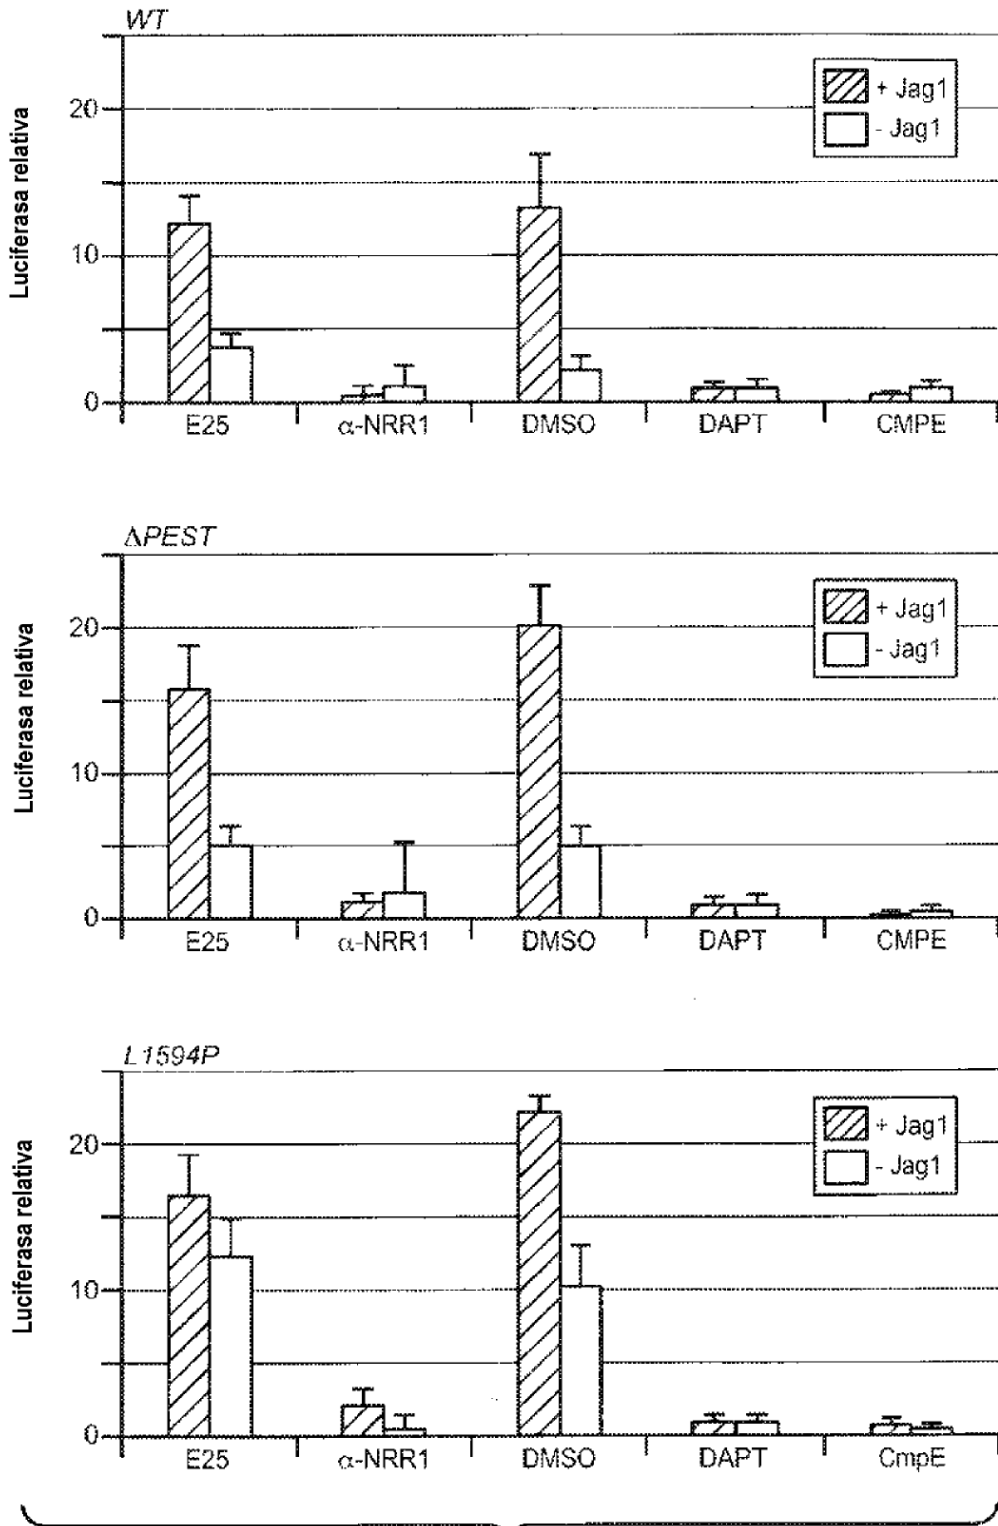 WT
Luciferasa relativa
20
10
0
+ Jag1
- Jag1
E25 α-NRR1 DMSO DAPT CMPE
ΔPEST
Luciferasa relativa
20
10
0
+ Jag1
- Jag1
E25 α-NRR1 DMSO DAPT CMPE
L1594P
Luciferasa relativa
20
10
0
+ Jag1
- Jag1
E25 α-NRR1 DMSO DAPT CmpE